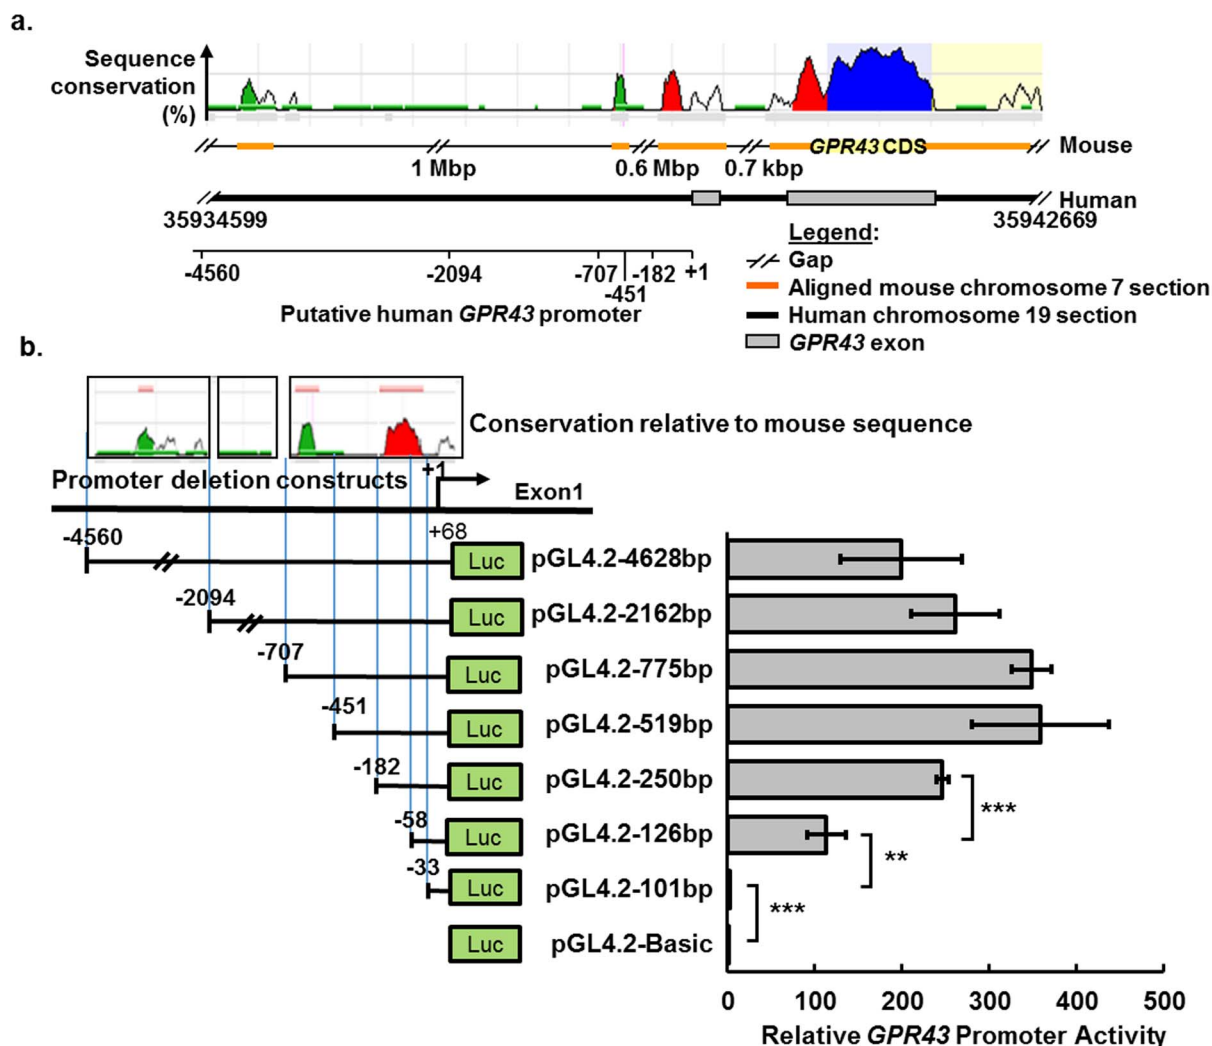 a.
Sequence
conservation
(%)
GPR43 CDS
Mouse
1 Mbp
0.6 Mbp
0.7 kbp
Human
35934599
35942669
Legend:
Gap
Aligned mouse chromosome 7 section
Human chromosome 19 section
GPR43 exon
-4560
-2094
-707
-182
+1
-451
Putative human GPR43 promoter
b.
Conservation relative to mouse sequence
Promoter deletion constructs
+1
Exon1
+68
-4560
Luc
pGL4.2-4628bp
-2094
Luc
pGL4.2-2162bp
-707
Luc
pGL4.2-775bp
-451
Luc
pGL4.2-519bp
-182
Luc
pGL4.2-250bp
***
-58
Luc
pGL4.2-126bp
**
-33
Luc
pGL4.2-101bp
***
Luc
pGL4.2-Basic
0 100 200 300 400 500
Relative GPR43 Promoter Activity